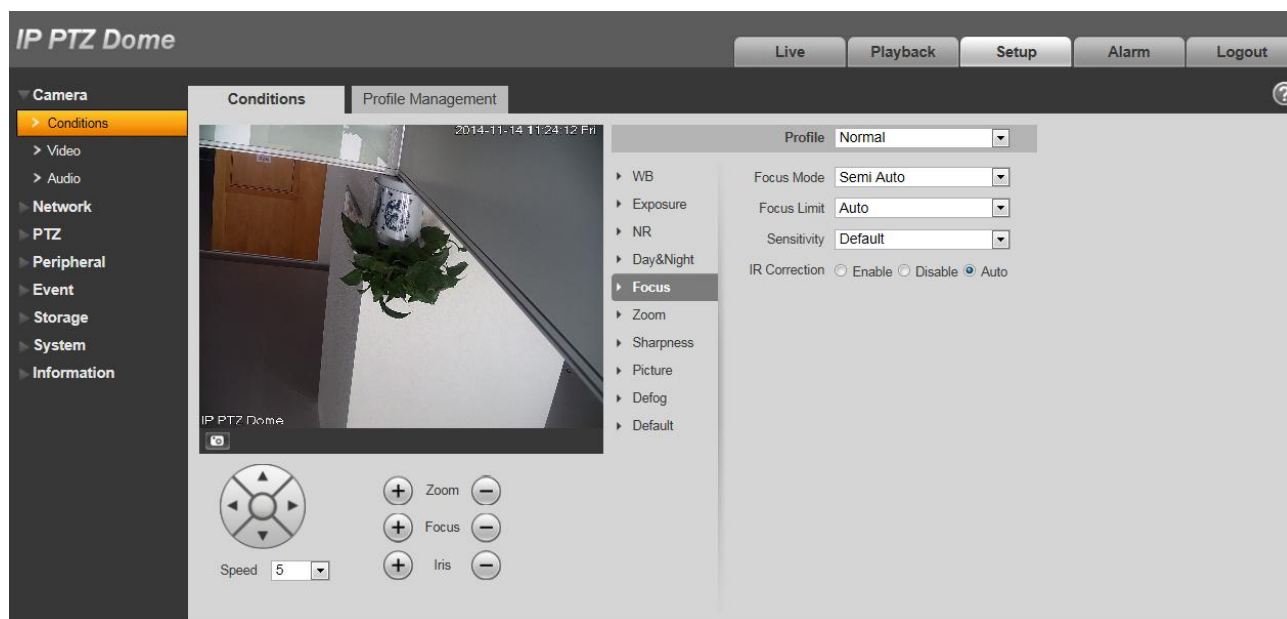 IP PTZ Dome
Live
Playback
Setup
Alarm
Logout
Camera
Conditions
Video
Audio
Network
PTZ
Peripheral
Event
Storage
System
Information
Conditions
Profile Management
?
2014-11-14 11:24:12 Fri
IP PTZ Dome
Zoom
Focus
Iris
Speed 5
WB
Exposure
NR
Day&Night
Focus
Zoom
Sharpness
Picture
Defog
Default
Profile Normal
Focus Mode Semi Auto
Focus Limit Auto
Sensitivity Default
IR Correction Enable Disable Auto